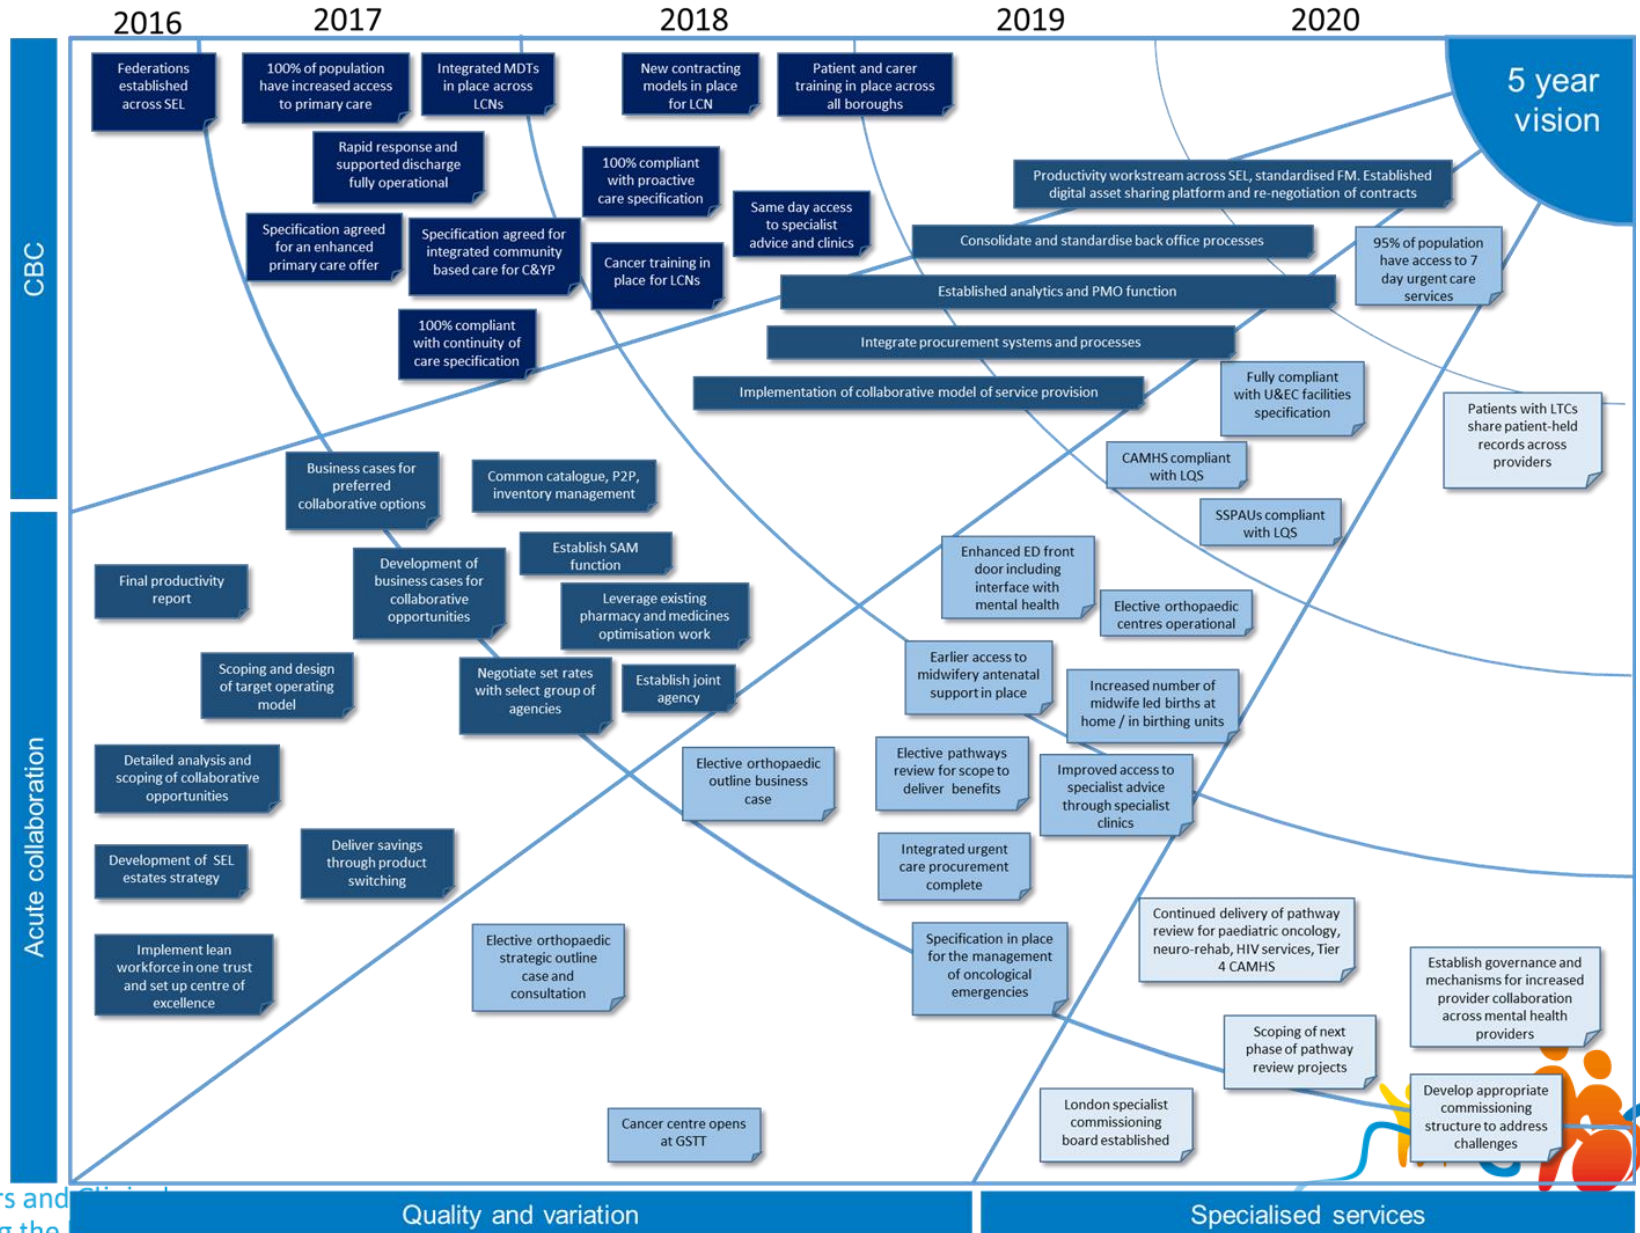 2016
2017
2018
2019
2020
5 year
vision
CBC
Acute collaboration
Federations
established
across SEL
100% of population
have increased access
to primary care
Integrated MDTs
in place across
LCNs
New contracting
models in place
for LCN
Patient and carer
training in place across
all boroughs
Rapid response and
supported discharge
fully operational
100% compliant
with proactive
care specification
Same day access
to specialist
advice and clinics
Specification agreed
for an enhanced
primary care offer
Specification agreed for
integrated community
based care for C&YP
Cancer training in
place for LCNs
100% compliant
with continuity of
care specification
Productivity workstream across SEL, standardised FM. Established
digital asset sharing platform and re-negotiation of contracts
Consolidate and standardise back office processes
Established analytics and PMO function
Integrate procurement systems and processes
Implementation of collaborative model of service provision
95% of population
have access to 7
day urgent care
services
Fully compliant
with U&EC facilities
specification
Patients with LTCs
share patient-held
records across
providers
CAMHS compliant
with LQS
SSPAUs compliant
with LQS
Business cases for
preferred
collaborative options
Common catalogue, P2P,
inventory management
Establish SAM
function
Final productivity
report
Development of
business cases for
collaborative
opportunities
Leverage existing
pharmacy and medicines
optimisation work
Enhanced ED front
door including
interface with
mental health
Elective orthopaedic
centres operational
Scoping and design
of target operating
model
Negotiate set rates
with select group of
agencies
Establish joint
agency
Earlier access to
midwifery antenatal
support in place
Increased number of
midwife led births at
home / in birthing units
Detailed analysis and
scoping of collaborative
opportunities
Elective orthopaedic
outline business
case
Elective pathways
review for scope to
deliver benefits
Improved access to
specialist advice
through specialist
clinics
Development of SEL
estates strategy
Deliver savings
through product
switching
Integrated urgent
care procurement
complete
Implement lean
workforce in one trust
and set up centre of
excellence
Elective orthopaedic
strategic outline
case and
consultation
Specification in place
for the management
of oncological
emergencies
Continued delivery of pathway
review for paediatric oncology,
neuro-rehab, HIV services, Tier
4 CAMHS
Establish governance and
mechanisms for increased
provider collaboration
across mental health
providers
Scoping of next
phase of pathway
review projects
Cancer centre opens
at GSTT
London specialist
commissioning
board established
Develop appropriate
commissioning
structure to address
challenges
rs and
g the
Quality and variation
Specialised services